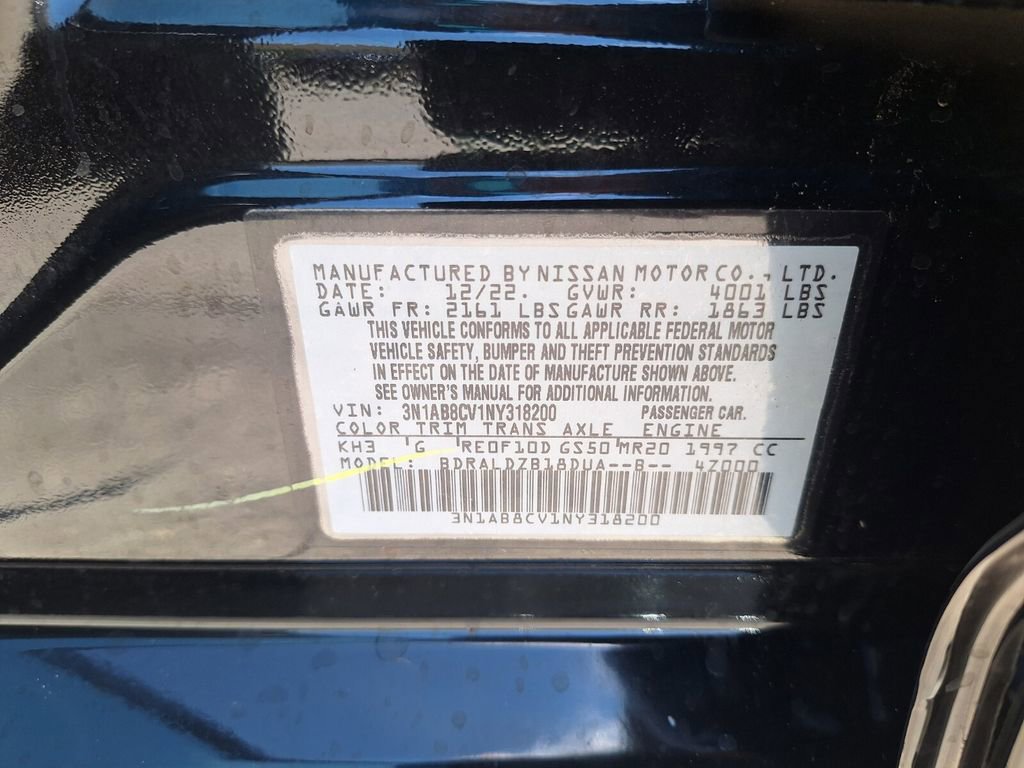 MANUFACTURED BY NISSAN MOTOR CO., LTD.
DATE: 12/22. GVWR: 4001 LBS
GAWR FR: 2161 LBS GAWR RR: 1863 LBS
THIS VEHICLE CONFORMS TO ALL APPLICABLE FEDERAL MOTOR
VEHICLE SAFETY, BUMPER AND THEFT PREVENTION STANDARDS
IN EFFECT ON THE DATE OF MANUFACTURE SHOWN ABOVE.
SEE OWNER'S MANUAL FOR ADDITIONAL INFORMATION.
VIN: 3N1AB8CV1NY318200 PASSENGER CAR.
COLOR TRIM TRANS AXLE ENGINE
KH3 G RE0F10D GS50 MR20 1997 CC
MODEL: BDRALDZB18DUA--B-- 4Z000
3N1AB8CV1NY318200